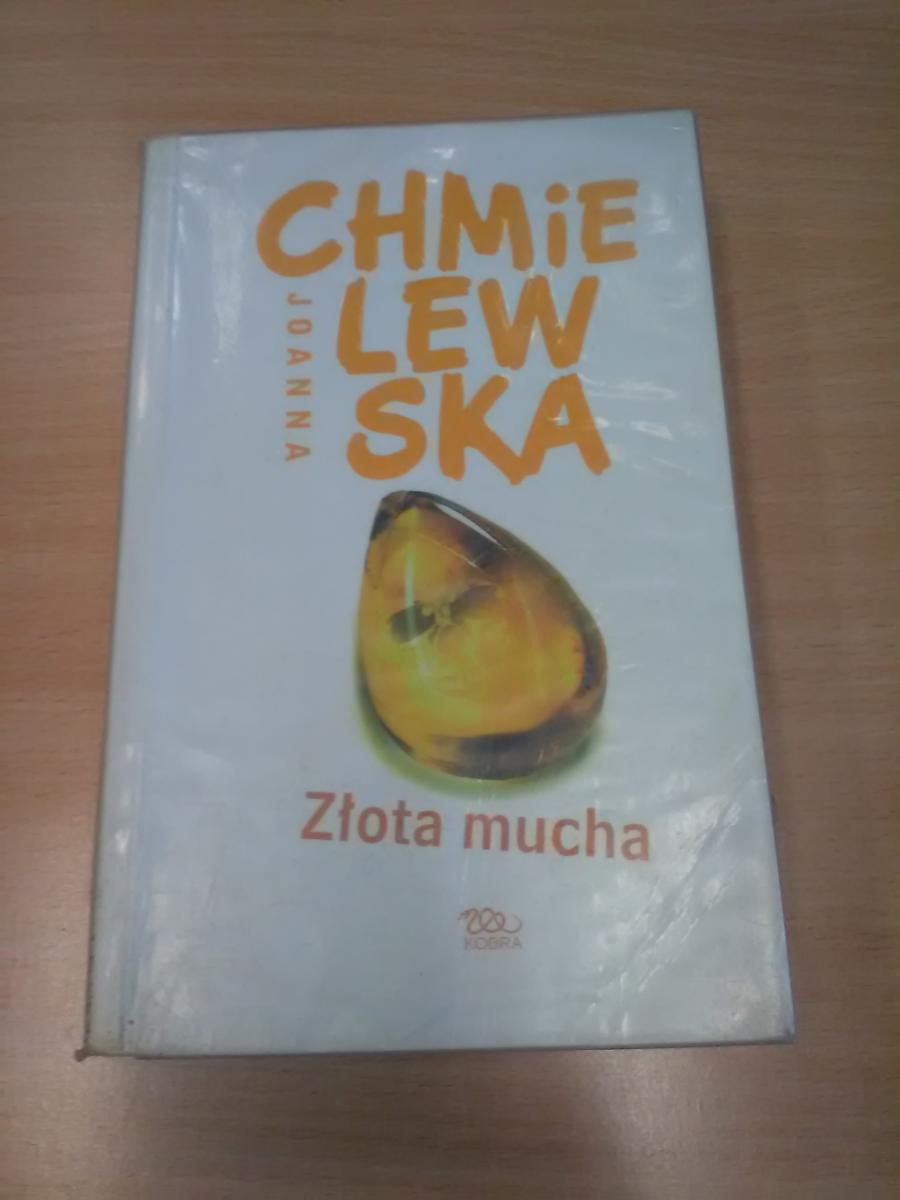 CHMiE
LEW
SKA
JOANNA
Złota mucha
KOBRA